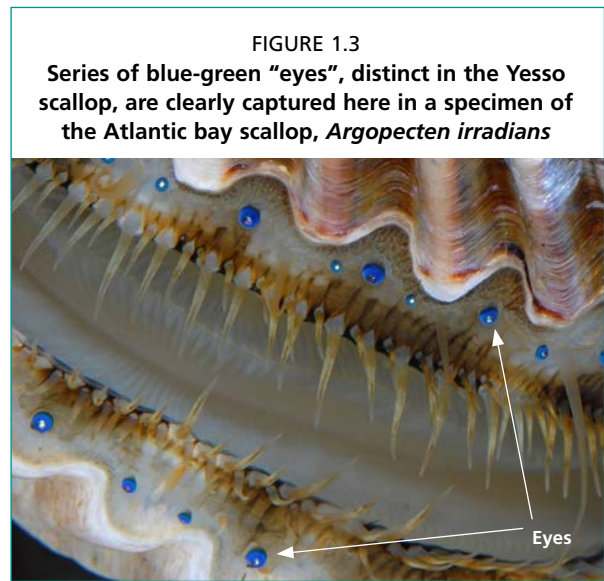 FIGURE 1.3
Series of blue-green “eyes”, distinct in the Yesso
scallop, are clearly captured here in a specimen of
the Atlantic bay scallop, Argopecten irradians
Eyes